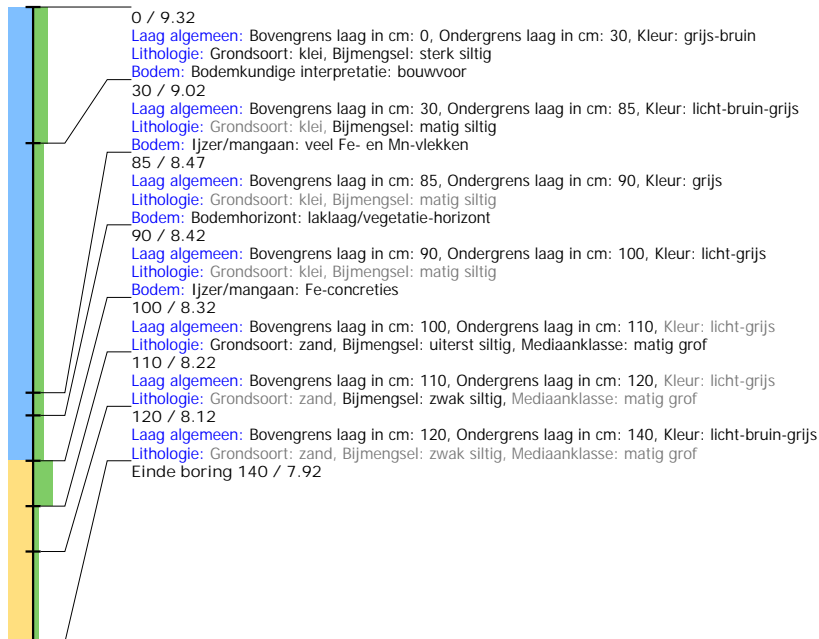 0 / 9.32
Laag algemeen: Bovengrens laag in cm: 0, Ondergrens laag in cm: 30, Kleur: grijs-bruin
Lithologie: Grondsoort: klei, Bijmengsel: sterk siltig
Bodem: Bodemkundige interpretatie: bouwvoor
30 / 9.02
Laag algemeen: Bovengrens laag in cm: 30, Ondergrens laag in cm: 85, Kleur: licht-bruin-grijs
Lithologie: Grondsoort: klei, Bijmengsel: matig siltig
Bodem: Ijzer/mangaan: veel Fe- en Mn-vlekken
85 / 8.47
Laag algemeen: Bovengrens laag in cm: 85, Ondergrens laag in cm: 90, Kleur: grijs
Lithologie: Grondsoort: klei, Bijmengsel: matig siltig
Bodem: Bodemhorizont: laklaag/vegetatie-horizont
90 / 8.42
Laag algemeen: Bovengrens laag in cm: 90, Ondergrens laag in cm: 100, Kleur: licht-grijs
Lithologie: Grondsoort: klei, Bijmengsel: matig siltig
Bodem: Ijzer/mangaan: Fe-concreties
100 / 8.32
Laag algemeen: Bovengrens laag in cm: 100, Ondergrens laag in cm: 110, Kleur: licht-grijs
Lithologie: Grondsoort: zand, Bijmengsel: uiterst siltig, Mediaanklasse: matig grof
110 / 8.22
Laag algemeen: Bovengrens laag in cm: 110, Ondergrens laag in cm: 120, Kleur: licht-grijs
Lithologie: Grondsoort: zand, Bijmengsel: zwak siltig, Mediaanklasse: matig grof
120 / 8.12
Laag algemeen: Bovengrens laag in cm: 120, Ondergrens laag in cm: 140, Kleur: licht-bruin-grijs
Lithologie: Grondsoort: zand, Bijmengsel: zwak siltig, Mediaanklasse: matig grof
Einde boring 140 / 7.92